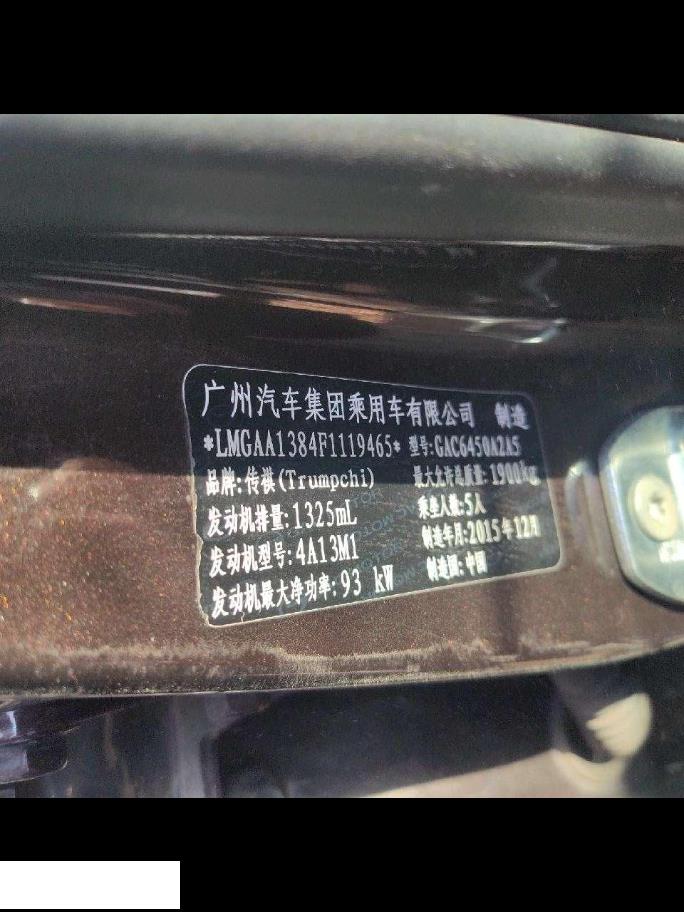 广州汽车集团乘用车有限公司 制造
*LMGAA1384F1119465* 型号:GAC6450A2A5
品牌:传祺(Trumpchi) 最大允许总质量:1900kg
发动机排量:1325mL 乘坐人数:5人
发动机型号:4A13M1 制造年月:2015年12月
发动机最大净功率:93 kW 制造国:中国